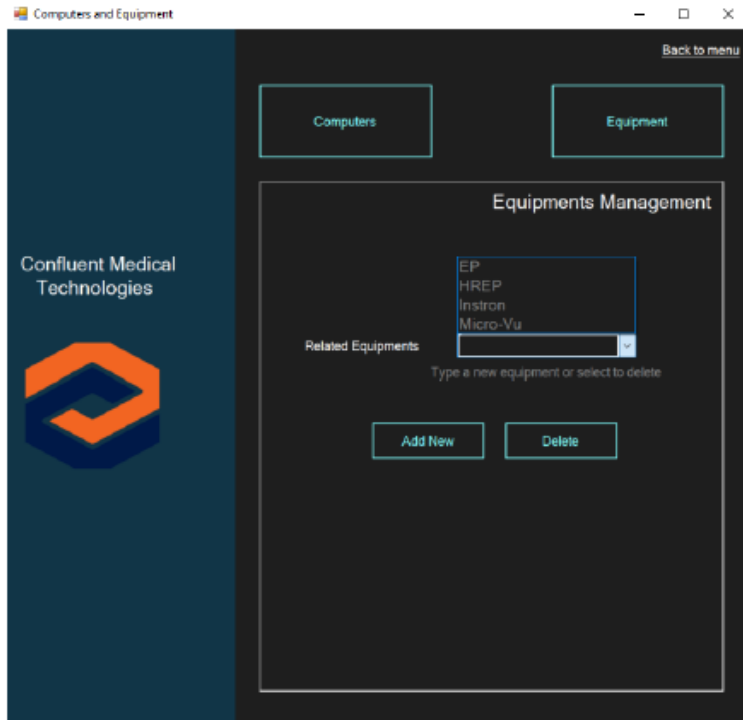 Computers and Equipment
Back to menu
Computers
Equipment
Equipments Management
Confluent Medical
Technologies
EP
HREP
Instron
Micro-Vu
Related Equipments
Type a new equipment or select to delete
Add New
Delete